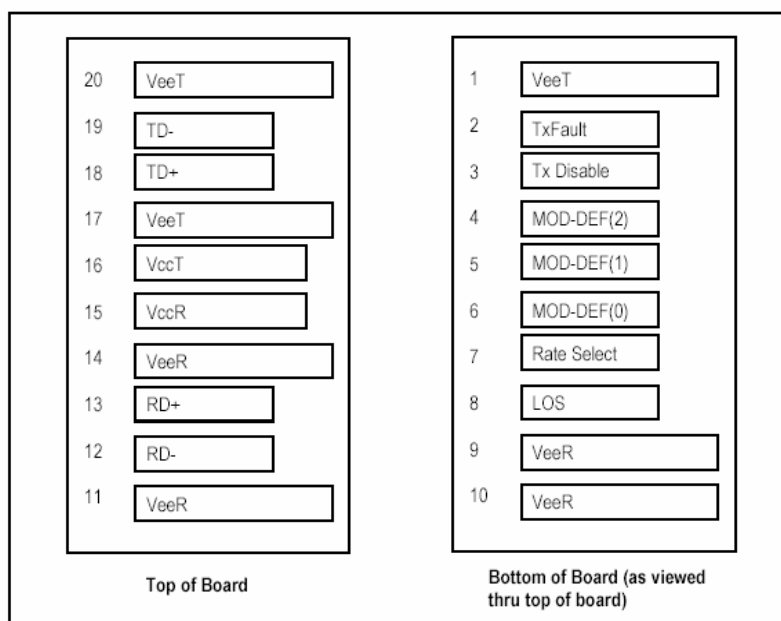 20 VeeT
19 TD-
18 TD+
17 VeeT
16 VccT
15 VccR
14 VeeR
13 RD+
12 RD-
11 VeeR
Top of Board
1 VeeT
2 TxFault
3 Tx Disable
4 MOD-DEF(2)
5 MOD-DEF(1)
6 MOD-DEF(0)
7 Rate Select
8 LOS
9 VeeR
10 VeeR
Bottom of Board (as viewed
thru top of board)